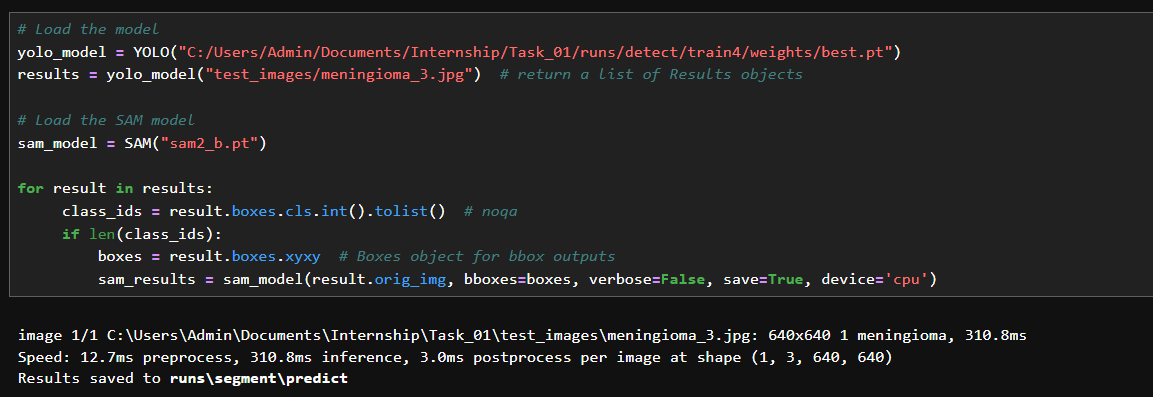 # Load the model
yolo_model = YOLO("C:/Users/Admin/Documents/Internship/Task_01/runs/detect/train4/weights/best.pt")
results = yolo_model("test_images/meningioma_3.jpg")  # return a list of Results objects

# Load the SAM model
sam_model = SAM("sam2_b.pt")

for result in results:
     class_ids = result.boxes.cls.int().tolist()  # noqa
     if len(class_ids):
         boxes = result.boxes.xyxy  # Boxes object for bbox outputs
         sam_results = sam_model(result.orig_img, bboxes=boxes, verbose=False, save=True, device='cpu')

image 1/1 C:\Users\Admin\Documents\Internship\Task_01\test_images\meningioma_3.jpg: 640x640 1 meningioma, 310.8ms
Speed: 12.7ms preprocess, 310.8ms inference, 3.0ms postprocess per image at shape (1, 3, 640, 640)
Results saved to runs\segment\predict